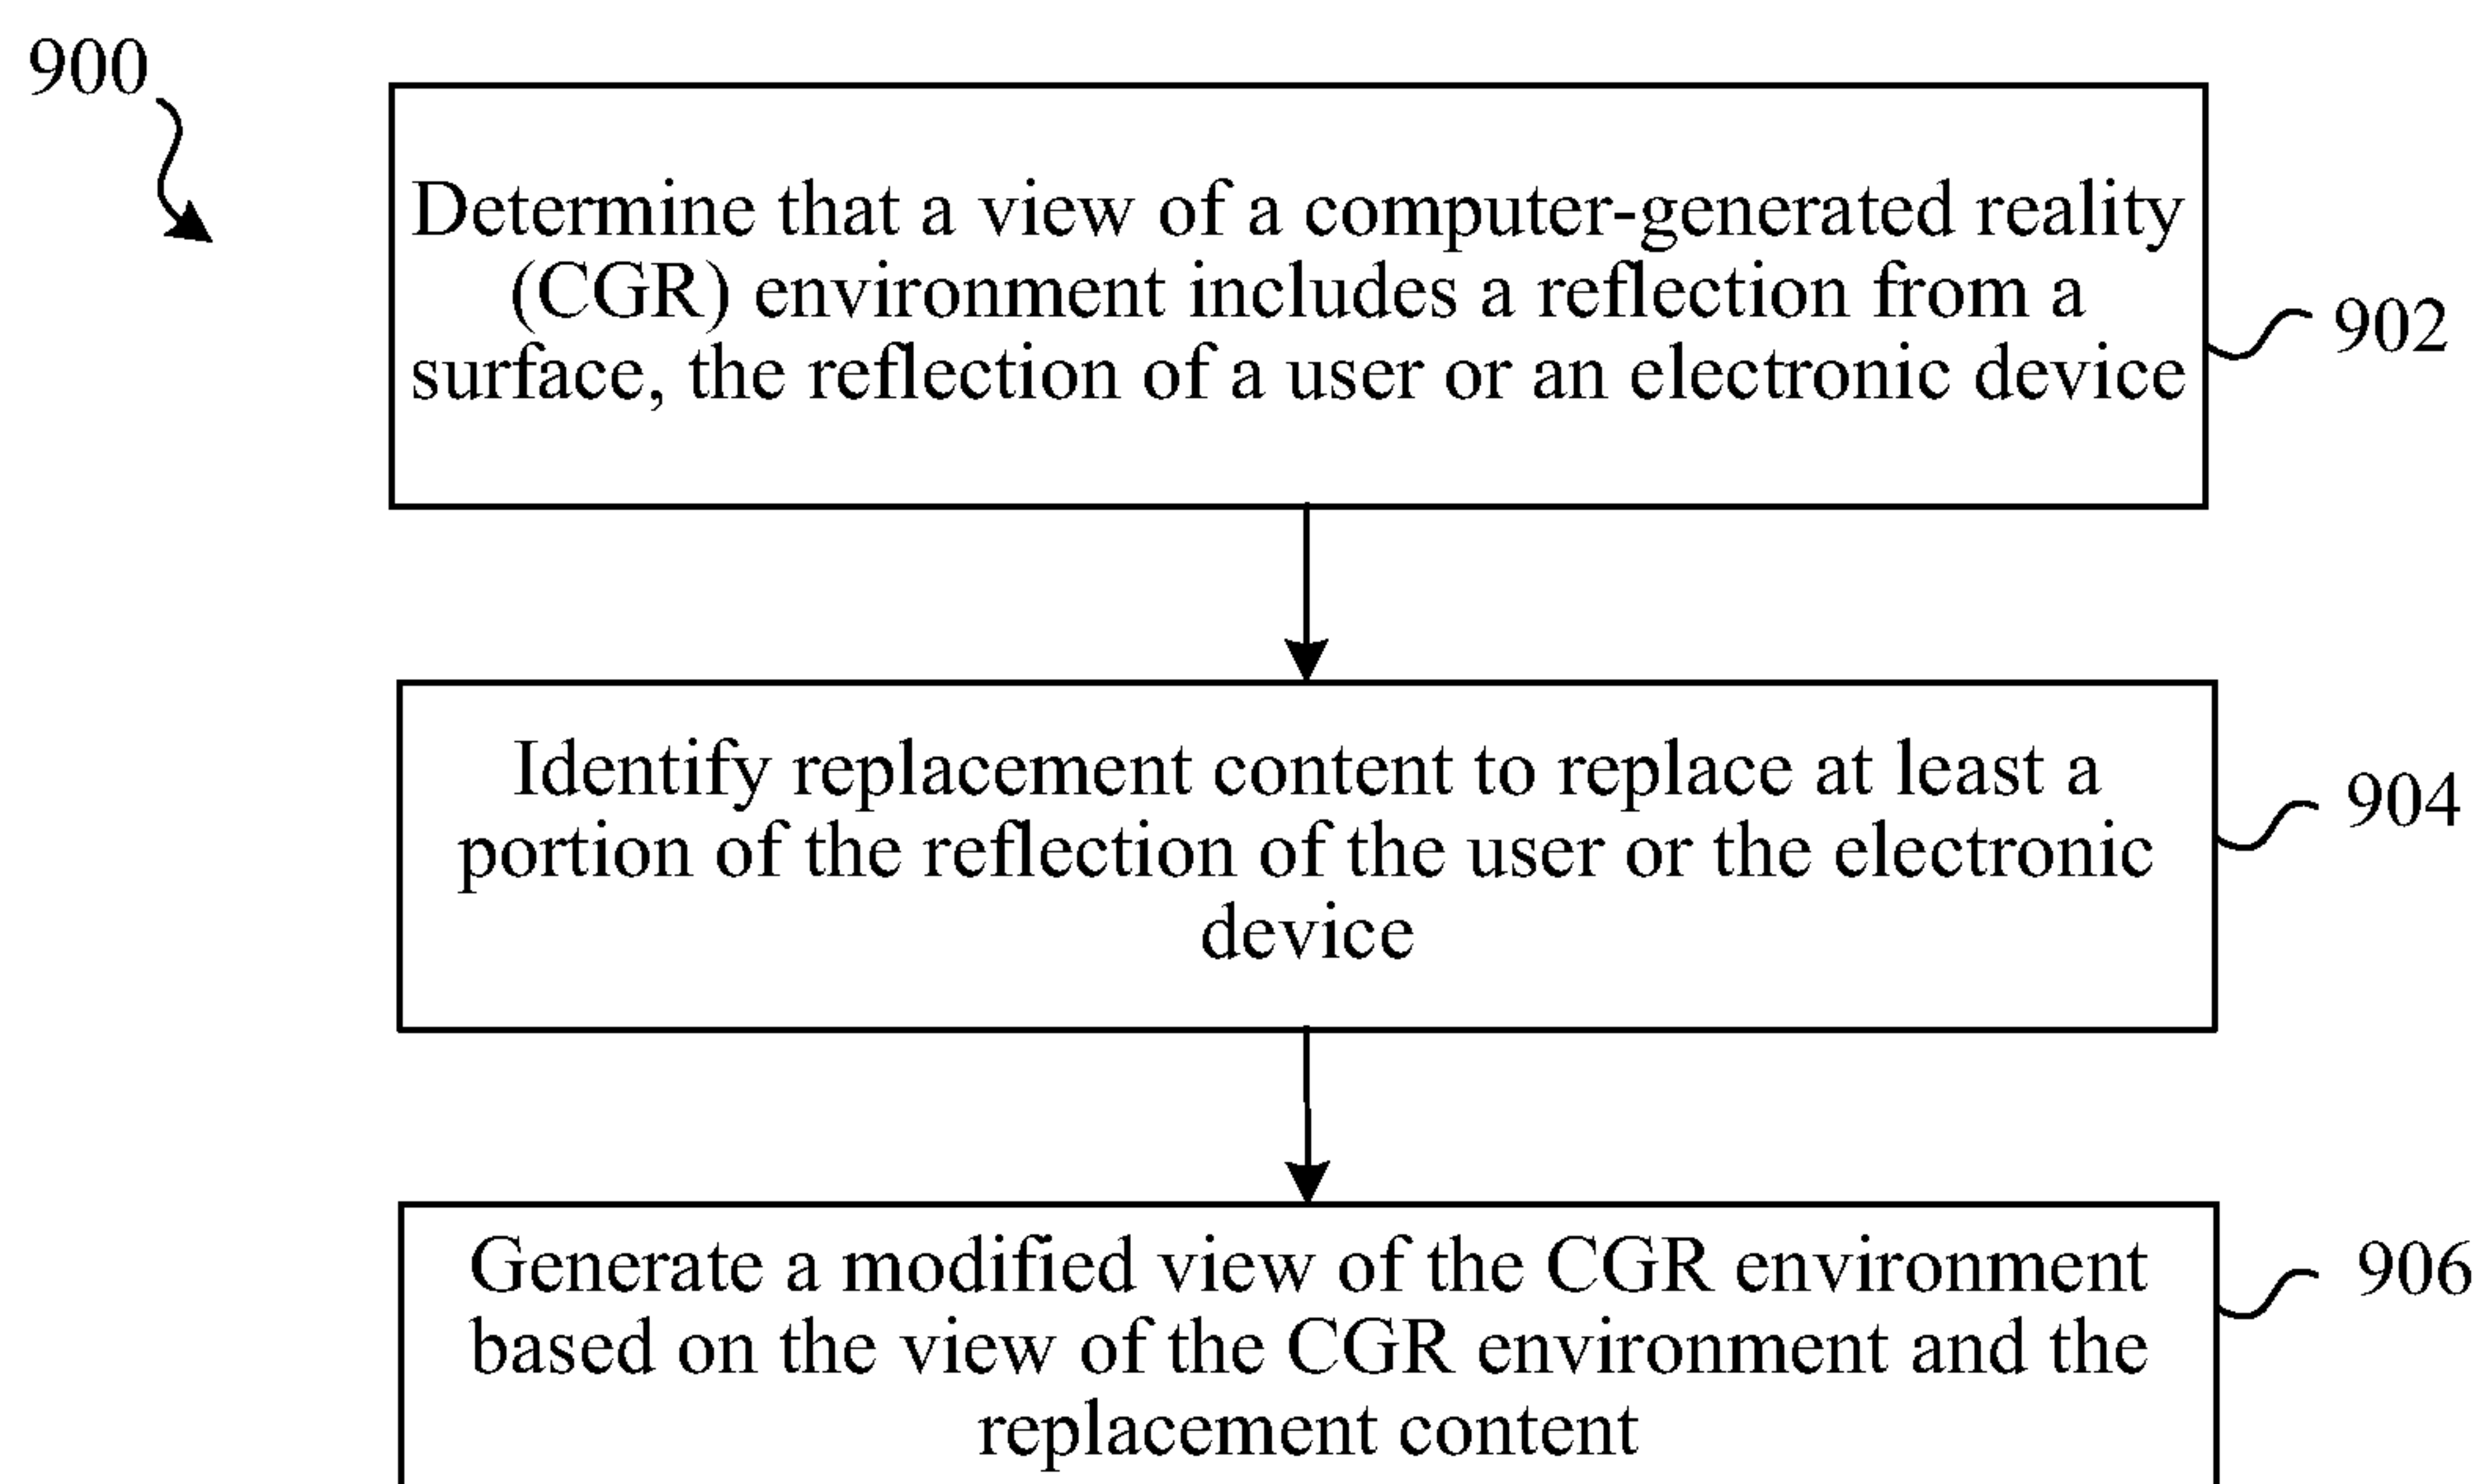 900
Determine that a view of a computer-generated reality
(CGR) environment includes a reflection from a
surface, the reflection of a user or an electronic device
902
Identify replacement content to replace at least a
portion of the reflection of the user or the electronic
device
904
Generate a modified view of the CGR environment
based on the view of the CGR environment and the
replacement content
906